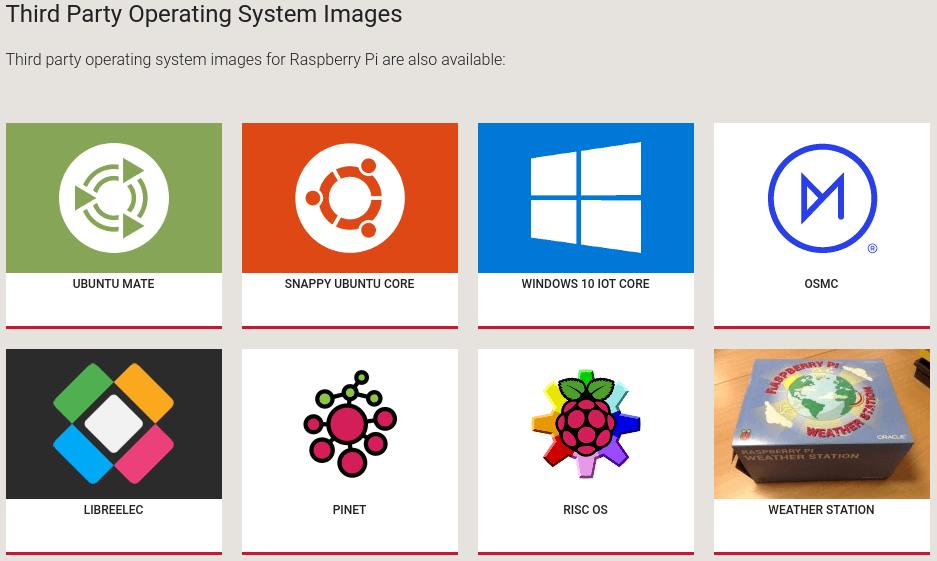 Third Party Operating System Images
Third party operating system images for Raspberry Pi are also available:
®
UBUNTU MATE
SNAPPY UBUNTU CORE
WINDOWS 10 IOT CORE
OSMC
RASPBERRY PI
WEATHER STATION
ORACLE
RASPBERRY PI
WEATHER STATION
LIBREELEC
PINET
RISC OS
WEATHER STATION